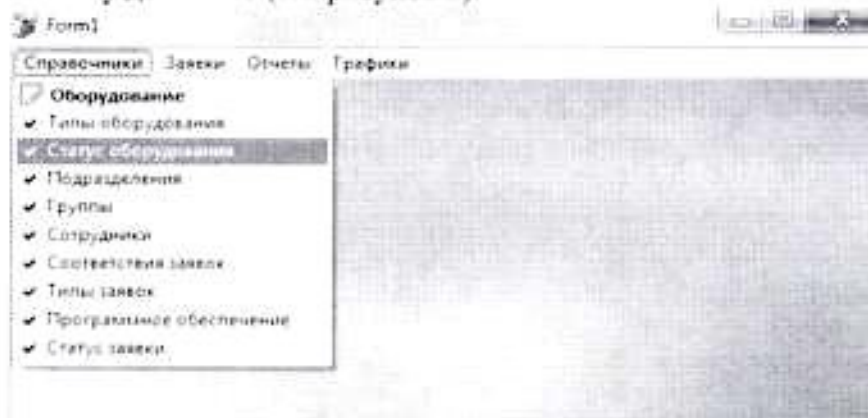 Form1
Справочники Заявки Отчеты Графики
Оборудование
Типы оборудования
Статус оборудования
Подразделения
Группы
Сотрудники
Соответствия заявок
Типы заявок
Программное обеспечение
Статус заявки